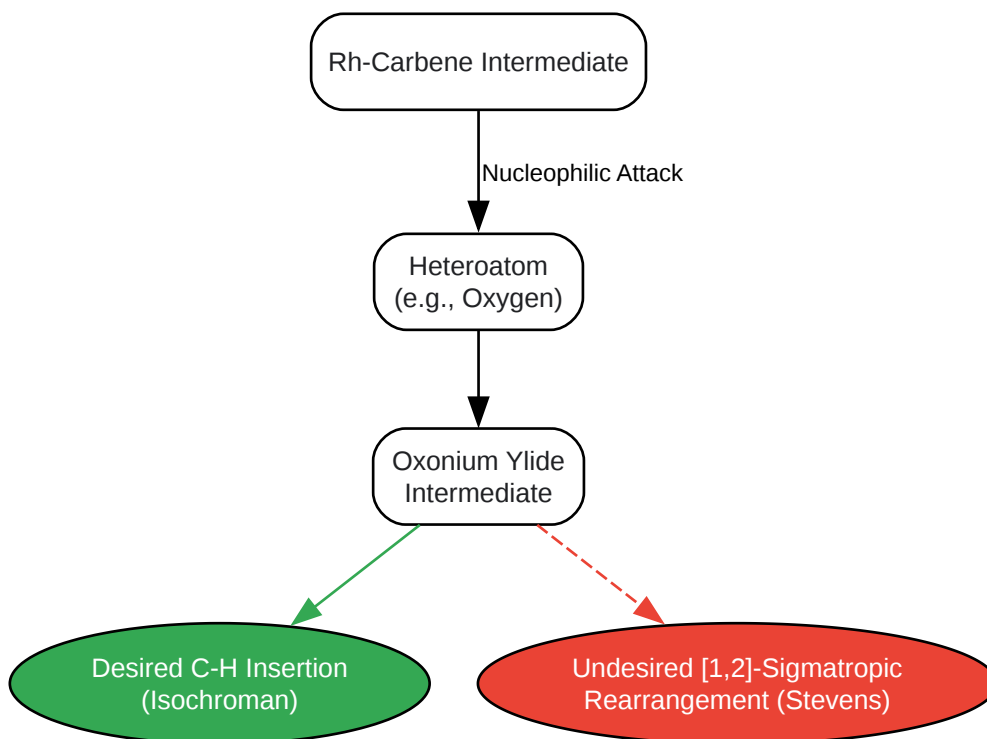 Rh-Carbene Intermediate
Nucleophilic Attack
Heteroatom
(e.g., Oxygen)
Oxonium Ylide
Intermediate
Desired C-H Insertion
(Isochroman)
Undesired [1,2]-Sigmatropic
Rearrangement (Stevens)